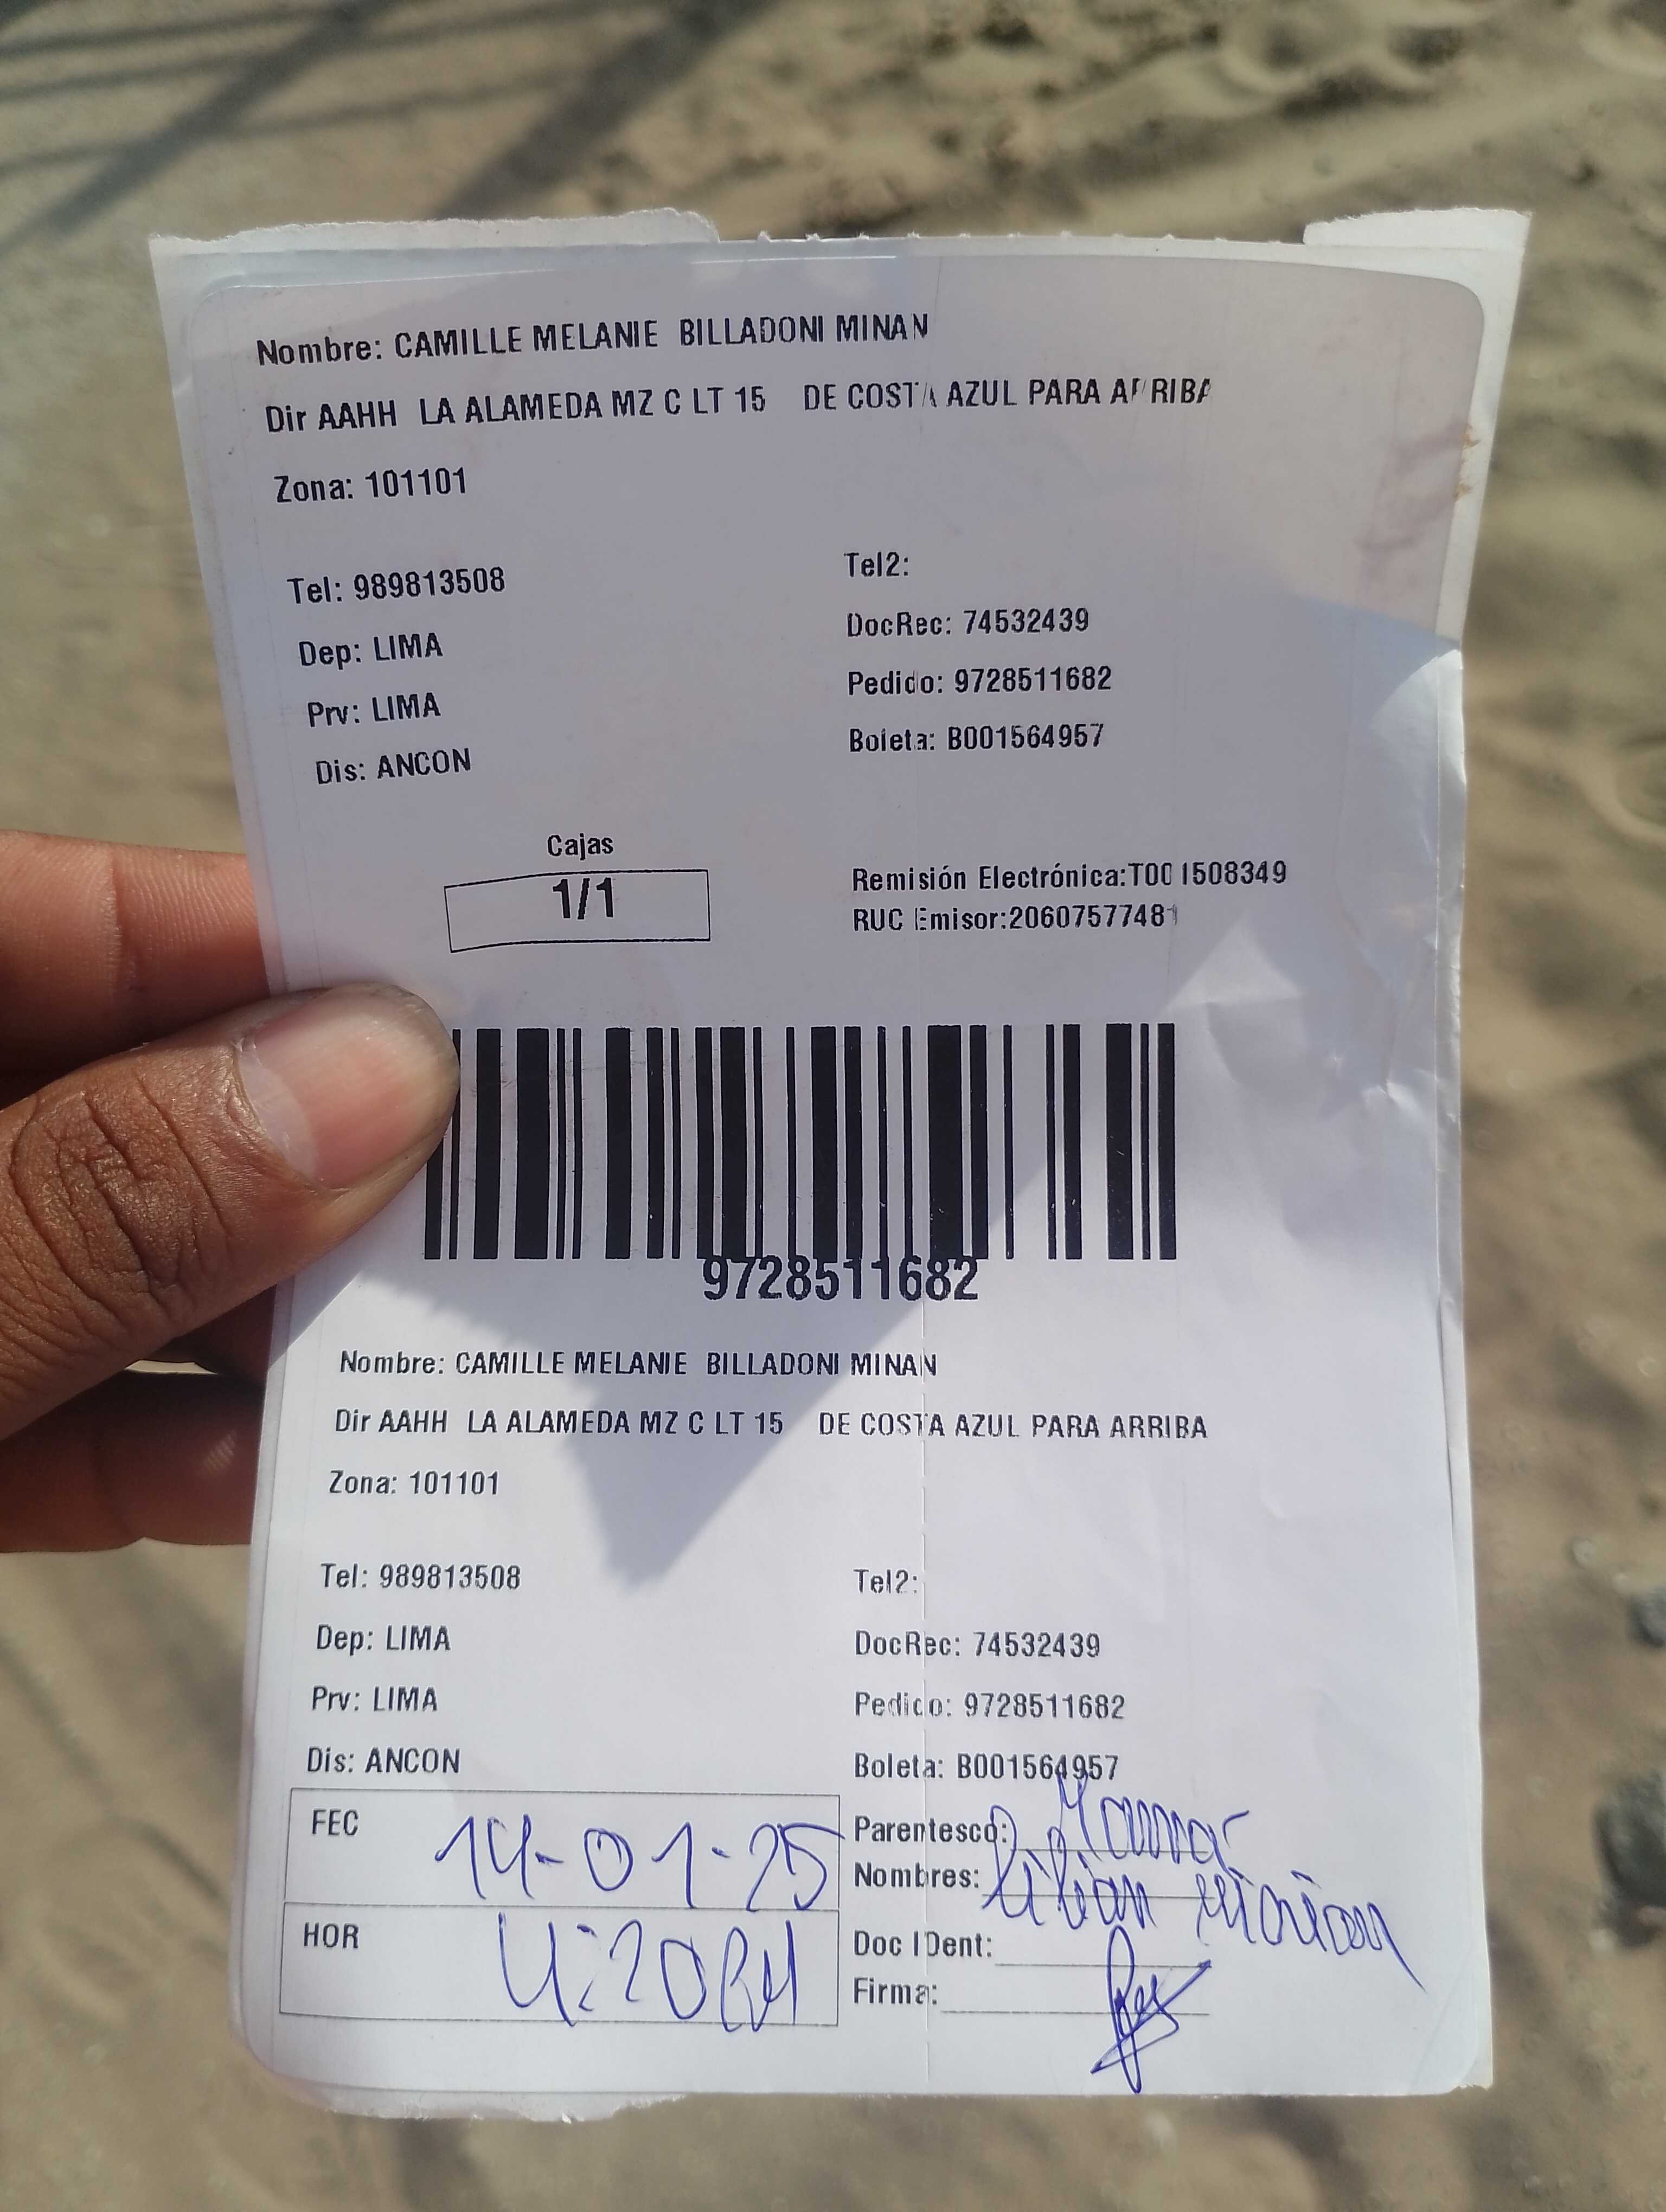 Nombre: CAMILLE MELANIE BILLADONI MINAN
Dir AAHH LA ALAMEDA MZ C LT 15 DE COSTA AZUL PARA ARRIBA
Zona: 101101
Tel: 989813508
Tel2:
Dep: LIMA
DocRec: 74532439
Prv: LIMA
Pedido: 9728511682
Dis: ANCON
Boleta: B001564957
Cajas
1/1
Remisión Electrónica:T001508349
RUC Emisor:20607577481
9728511682
Nombre: CAMILLE MELANIE BILLADONI MINAN
Dir AAHH LA ALAMEDA MZ C LT 15 DE COSTA AZUL PARA ARRIBA
Zona: 101101
Tel: 989813508
Tel2:
Dep: LIMA
DocRec: 74532439
Prv: LIMA
Pedido: 9728511682
Dis: ANCON
Boleta: B001564957
FEC 14-01-25
Parentesco:
Nombres: Lilian
HOR 4:20PM
Doc IDent:
Firma: